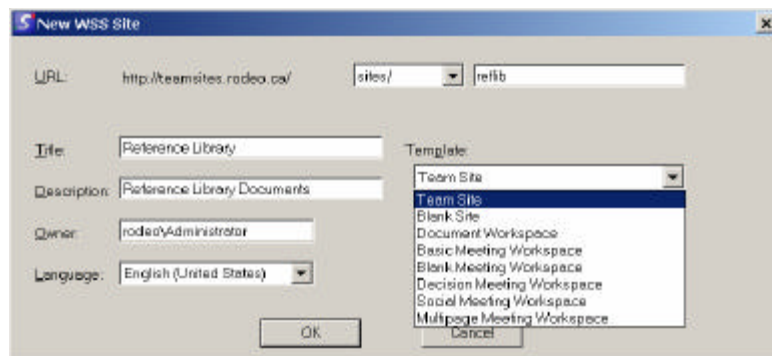 New WSS Site
URL: http://teamsites.rodeo.ca/ sites/ reflib
Title: Reference Library
Description: Reference Library Documents
Owner: rodeo\Administrator
Language: English (United States)
Template:
Team Site
Team Site
Blank Site
Document Workspace
Basic Meeting Workspace
Blank Meeting Workspace
Decision Meeting Workspace
Social Meeting Workspace
Multipage Meeting Workspace
OK
Cancel